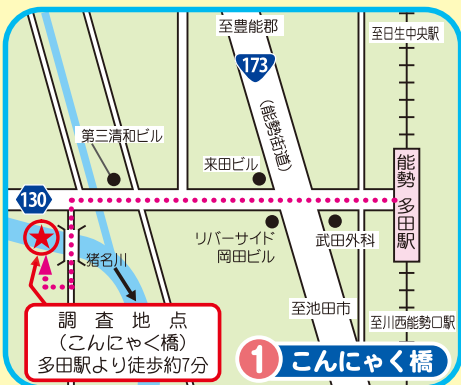 至豊能郡
至日生中央駅
173
(能勢街道)
第三清和ビル
来田ビル
能勢 多田駅
130
リバーサイド
岡田ビル
武田外科
猪名川
至池田市
至川西能勢口駅
調査地点
(こんにゃく橋)
多田駅より徒歩約7分
1 こんにゃく橋